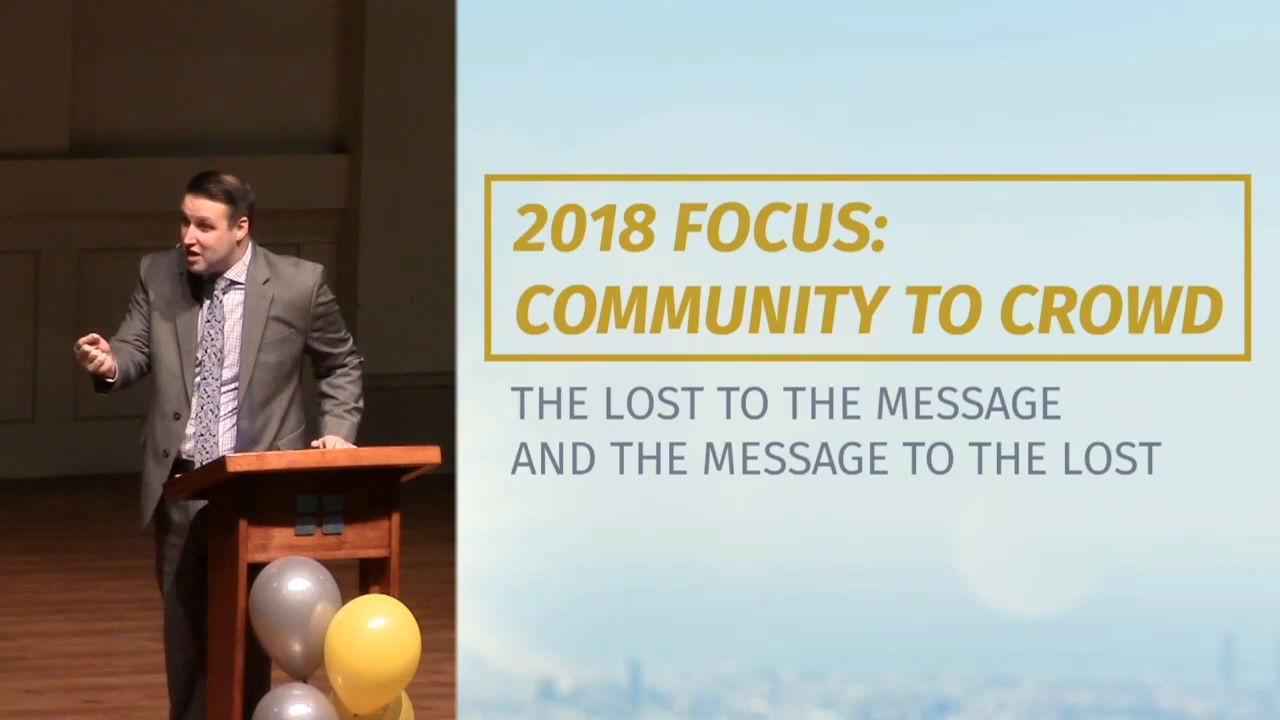 2018 FOCUS:
COMMUNITY TO CROWD
THE LOST TO THE MESSAGE
AND THE MESSAGE TO THE LOST